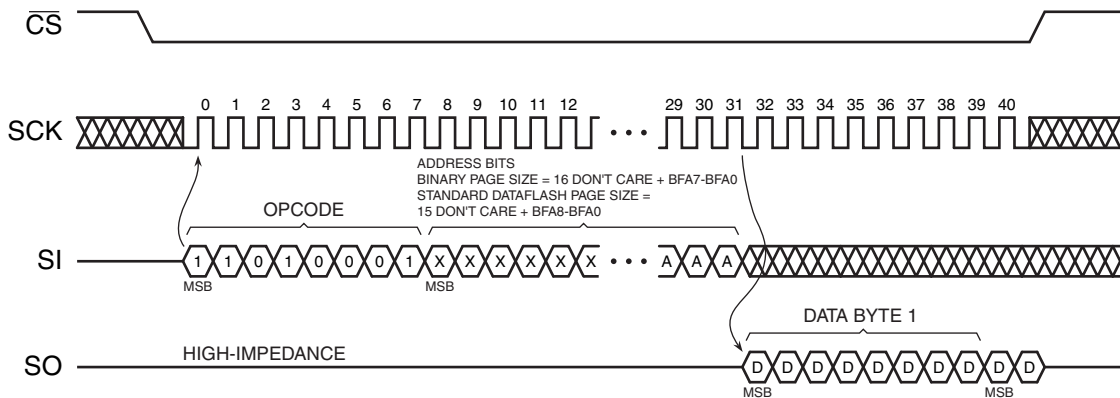 CS
SCK
0 1 2 3 4 5 6 7 8 9 10 11 12 29 30 31 32 33 34 35 36 37 38 39 40
ADDRESS BITS
BINARY PAGE SIZE = 16 DON'T CARE + BFA7-BFA0
STANDARD DATAFLASH PAGE SIZE =
15 DON'T CARE + BFA8-BFA0
OPCODE
SI
1 1 0 1 0 0 0 1 X X X X X X • • • A A A
MSB MSB
DATA BYTE 1
SO
HIGH-IMPEDANCE
D D D D D D D D D D
MSB MSB